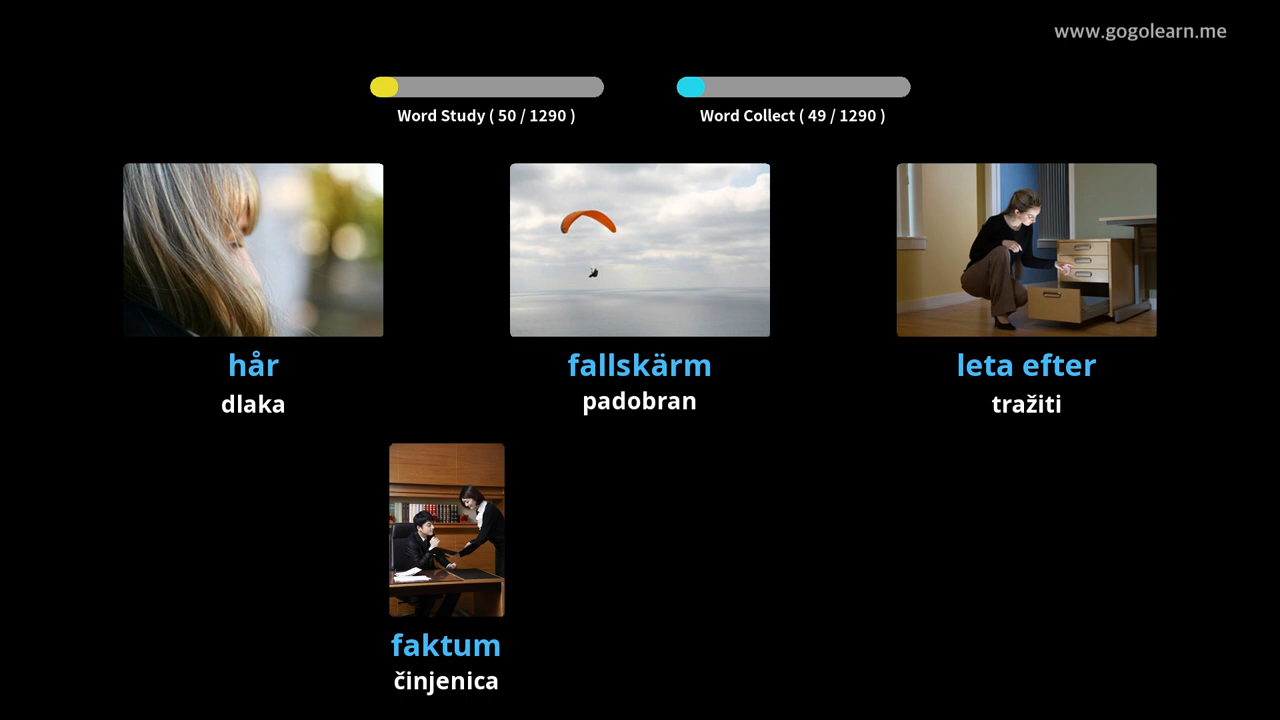 www.gogolearn.me
Word Study ( 50 / 1290 )
Word Collect ( 49 / 1290 )
hår
dlaka
fallskärm
padobran
leta efter
tražiti
faktum
činjenica